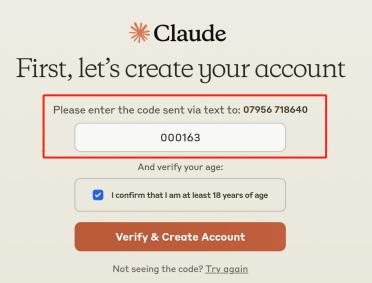 Claude
First, let's create your account
Please enter the code sent via text to: 07956 718640
000163
And verify your age:
I confirm that I am at least 18 years of age
Verify & Create Account
Not seeing the code? Try again